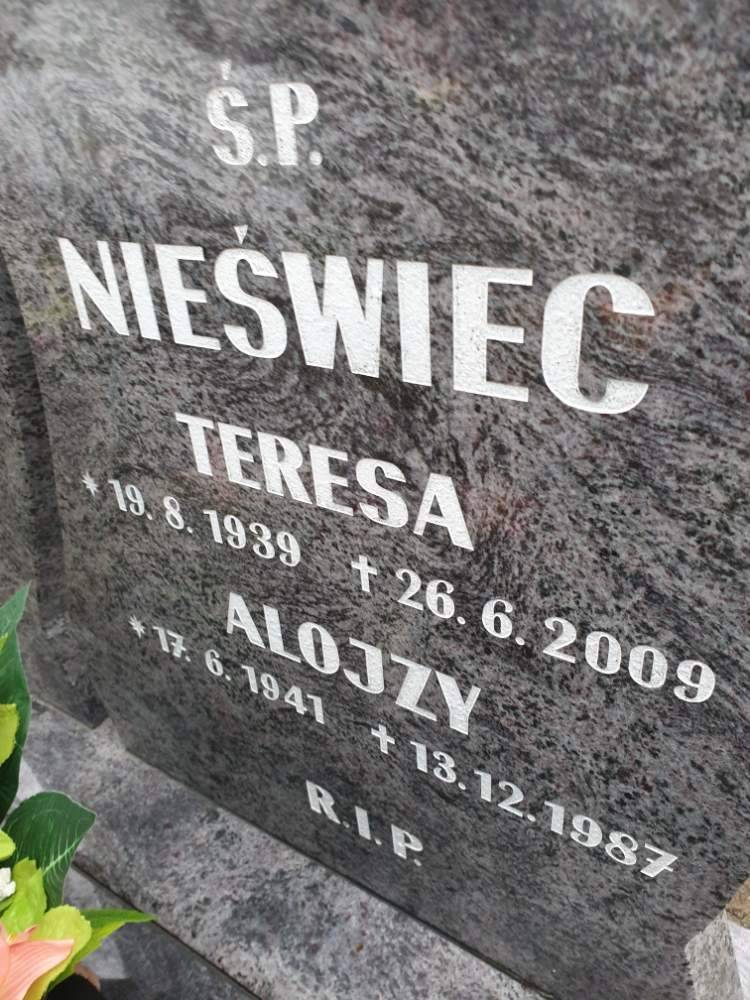 Ś.P.
NIEŚWIEC
TERESA
* 19. 8. 1939 ✝ 26. 6. 2009
ALOJZY
* 17. 6. 1941 ✝ 13.12.1987
R.I.P.